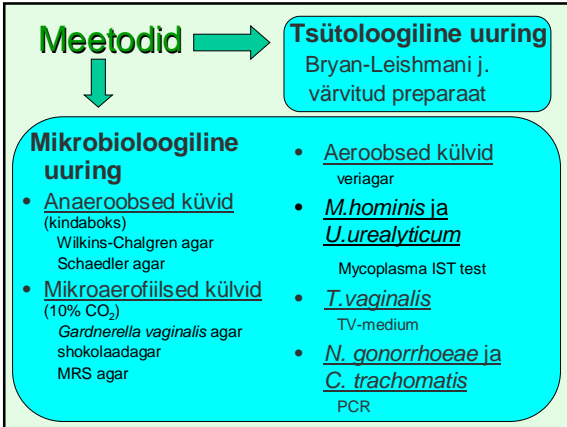 Meetodid
Tsütoloogiline uuring
Bryan-Leishmani j.
värvitud preparaat
Mikrobioloogiline
uuring
• Anaeroobsed küvid
(kindaboks)
Wilkins-Chalgren agar
Schaedler agar
• Mikroaerofiilsed külvid
(10% CO₂)
Gardnerella vaginalis agar
shokolaadagar
MRS agar
• Aeroobsed külvid
veriagar
• M.hominis ja
U.urealyticum
Mycoplasma IST test
• T.vaginalis
TV-medium
• N. gonorrhoeae ja
C. trachomatis
PCR